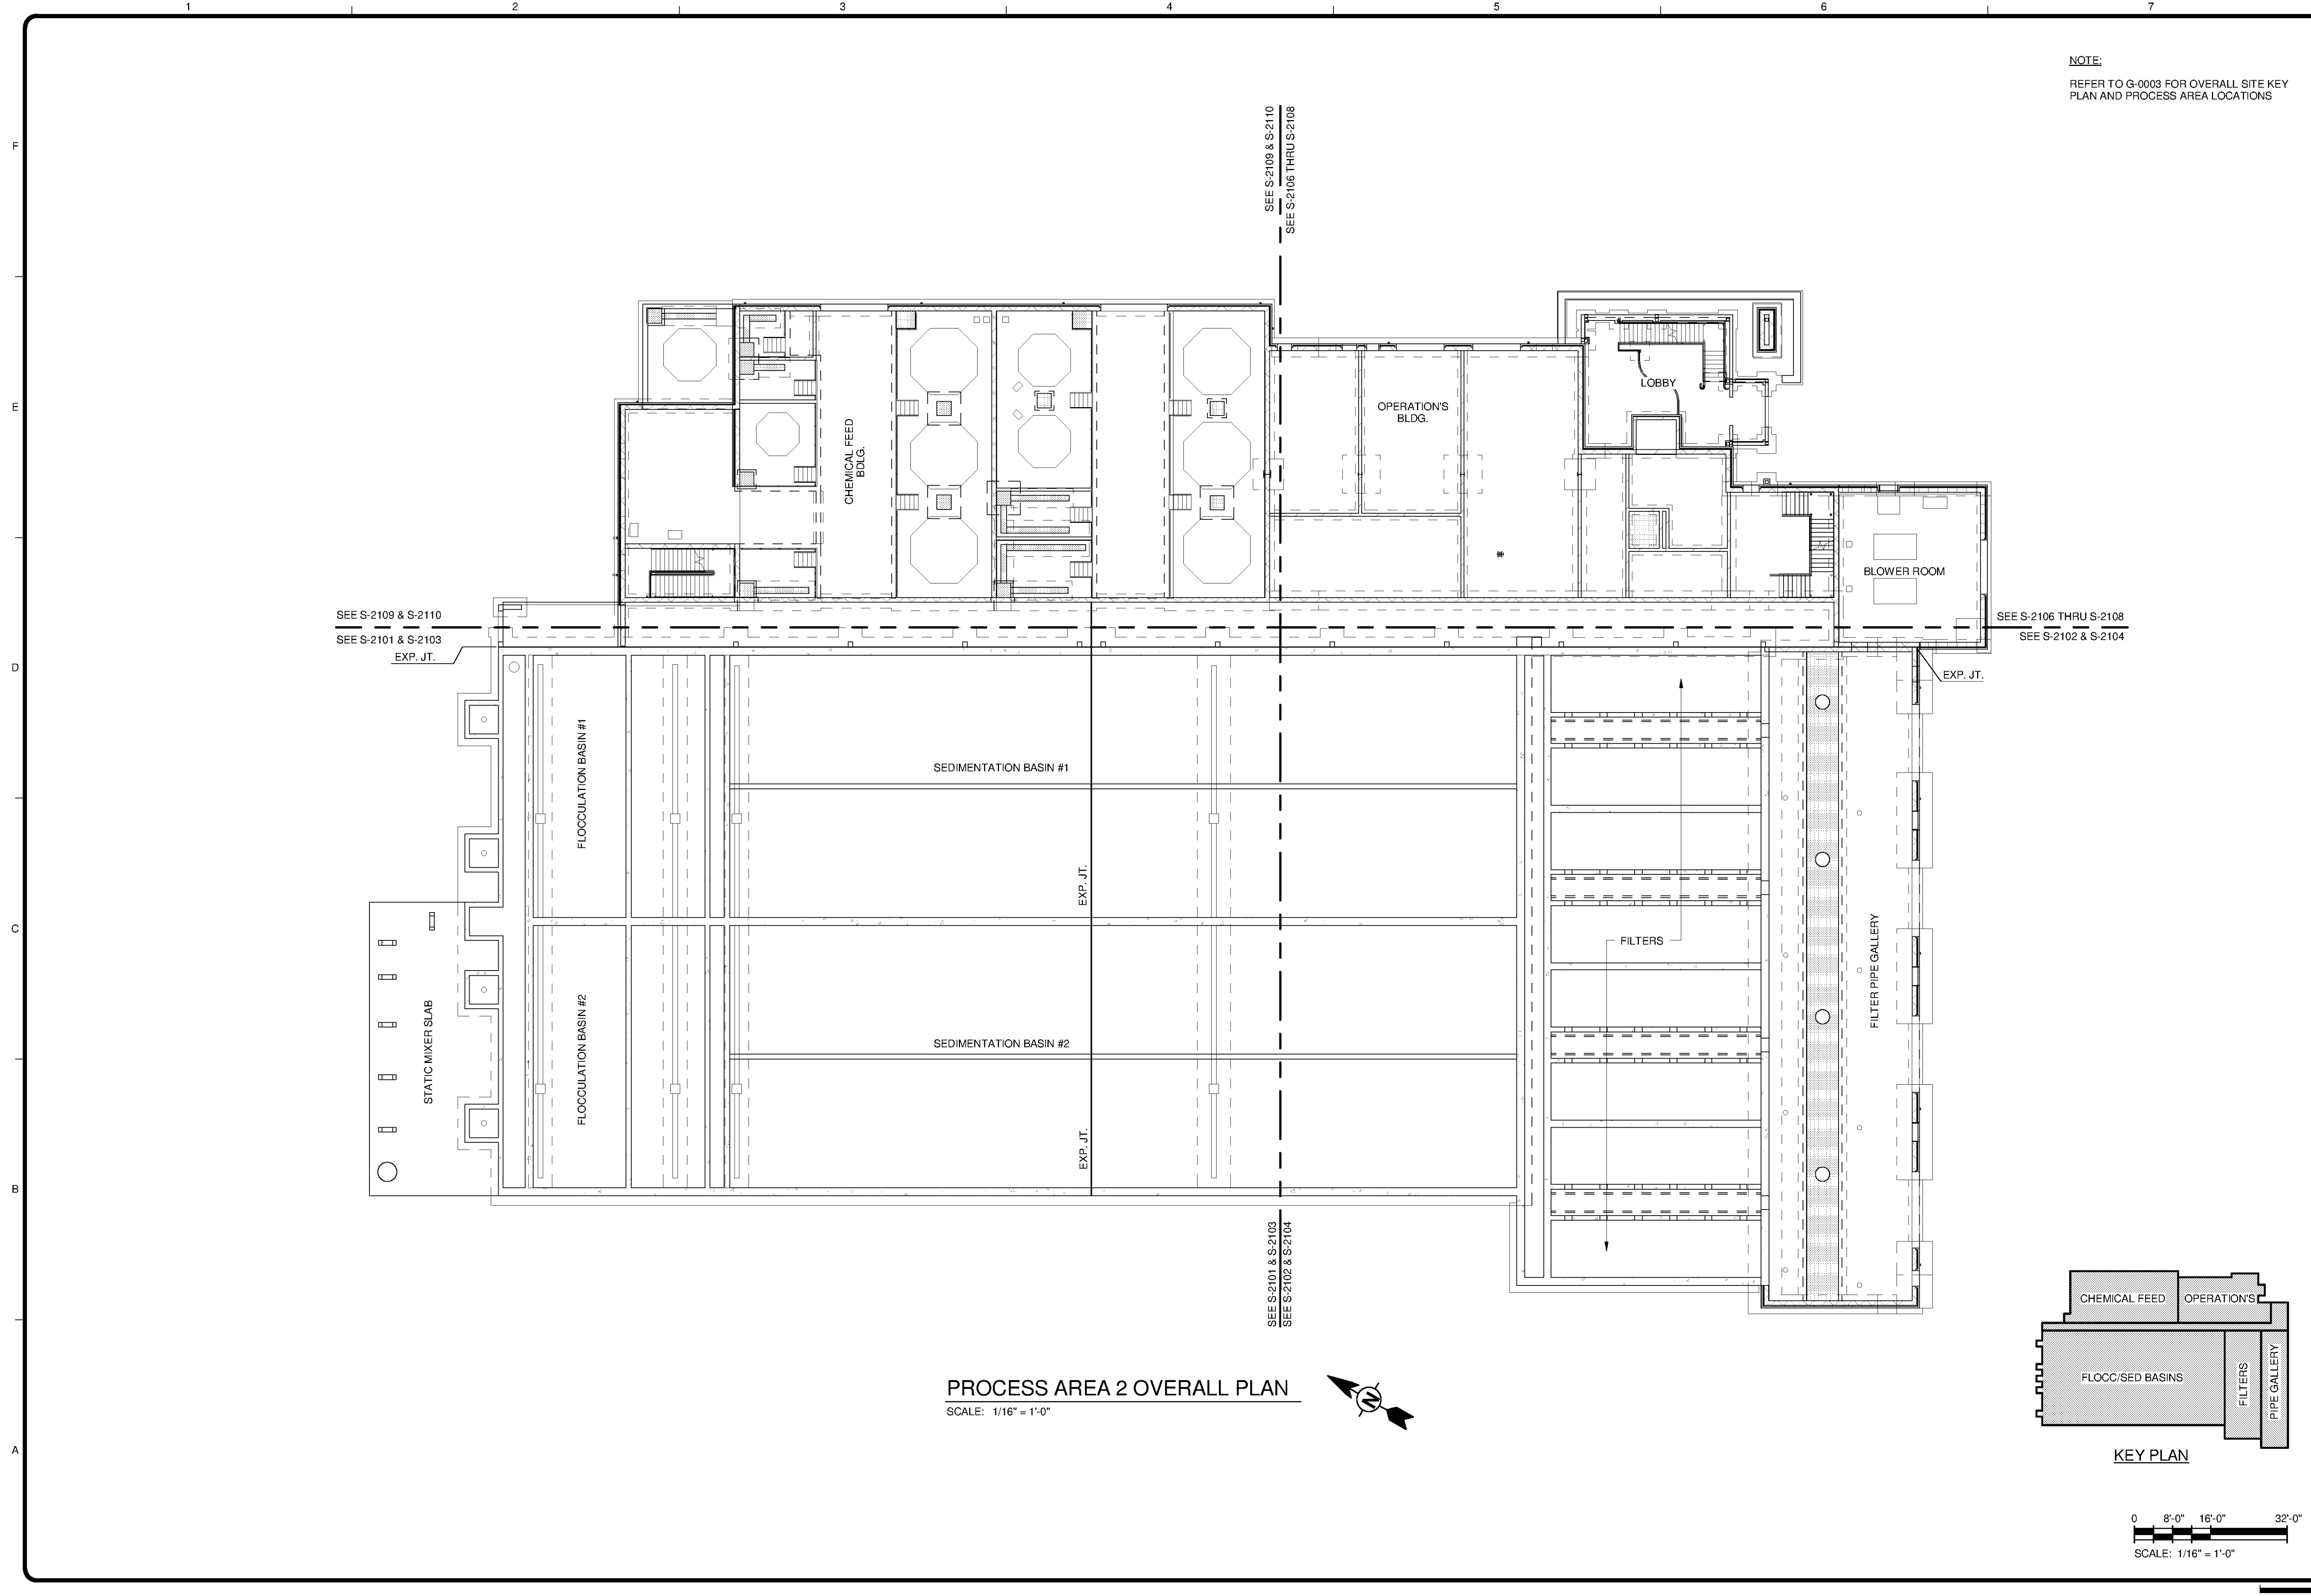 1 2 3 4 5 6 7
NOTE:
REFER TO G-0003 FOR OVERALL SITE KEY
PLAN AND PROCESS AREA LOCATIONS
F
SEE S-2109 & S-2110
SEE S-2106 THRU S-2108
E
LOBBY
OPERATION'S
BLDG.
CHEMICAL FEED
BDLG.
BLOWER ROOM
SEE S-2109 & S-2110
SEE S-2101 & S-2103
EXP. JT.
SEE S-2106 THRU S-2108
SEE S-2102 & S-2104
EXP. JT.
D
FLOCCULATION BASIN #1
SEDIMENTATION BASIN #1
EXP. JT.
C
FILTERS
FILTER PIPE GALLERY
STATIC MIXER SLAB
FLOCCULATION BASIN #2
SEDIMENTATION BASIN #2
EXP. JT.
B
SEE S-2101 & S-2103
SEE S-2102 & S-2104
CHEMICAL FEED
OPERATION'S
FLOCC/SED BASINS
FILTERS
PIPE GALLERY
KEY PLAN
PROCESS AREA 2 OVERALL PLAN
SCALE: 1/16" = 1'-0"
N
A
0 8'-0" 16'-0" 32'-0"
SCALE: 1/16" = 1'-0"